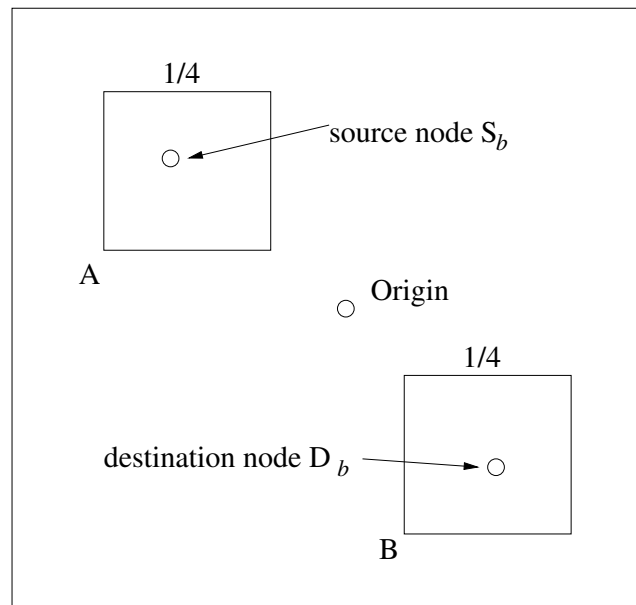 1/4
source node S_b
A
Origin
1/4
destination node D_b
B